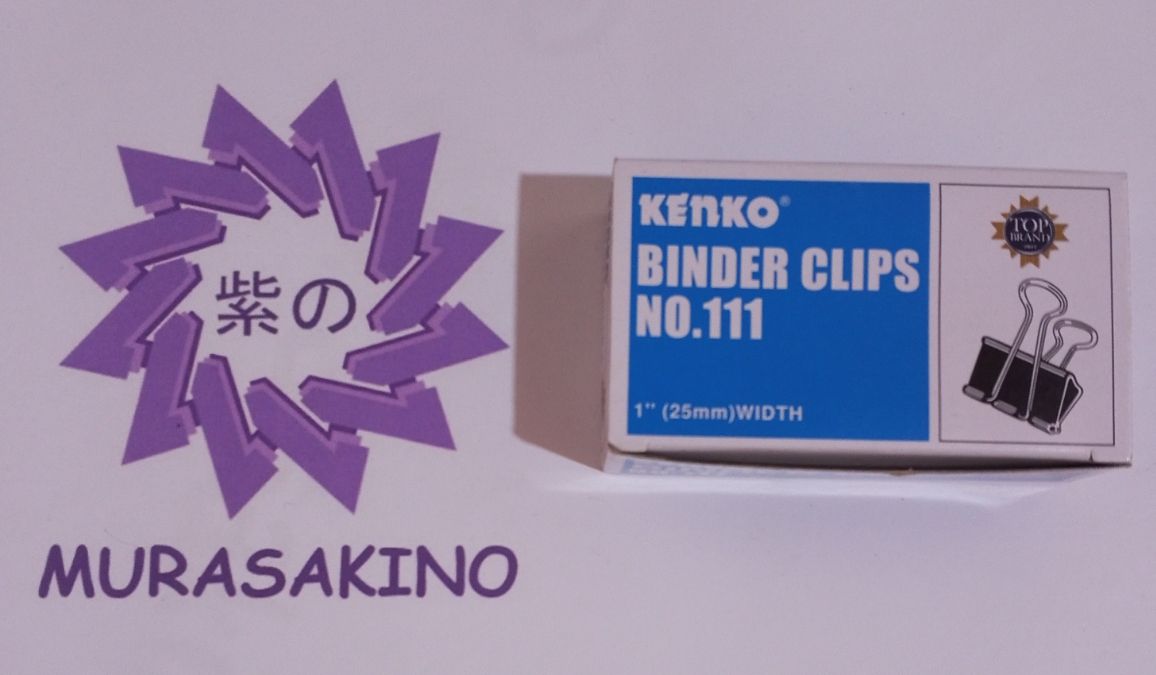 紫の
MURASAKINO
KENKO®
BINDER CLIPS
NO.111
1" (25mm)WIDTH
TOP
BRAND